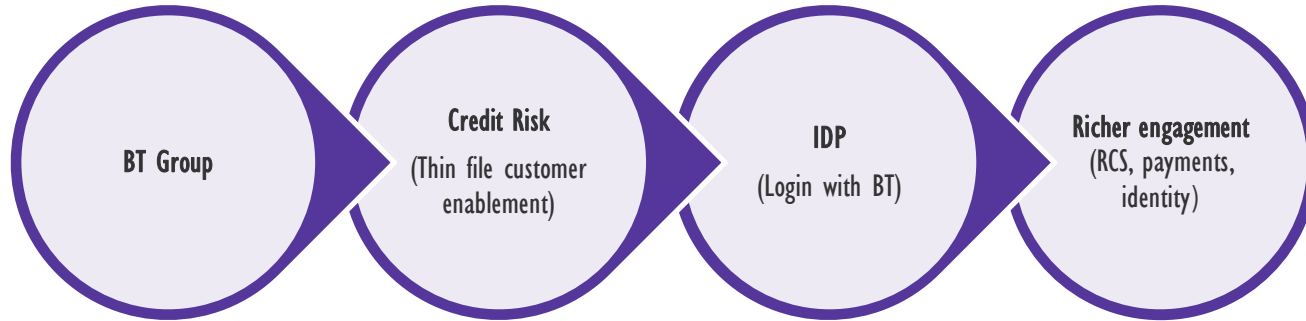 BT Group
Credit Risk
(Thin file customer
enablement)
IDP
(Login with BT)
Richer engagement
(RCS, payments,
identity)